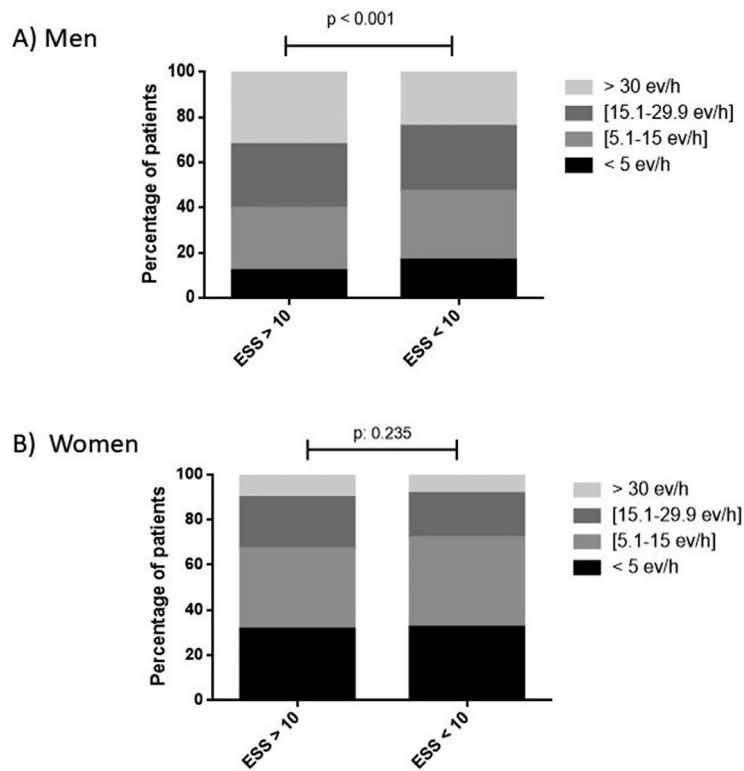 A) Men
p < 0.001
Percentage of patients
100
80
60
40
20
0
ESS > 10
ESS < 10
> 30 ev/h
[15.1-29.9 ev/h]
[5.1-15 ev/h]
< 5 ev/h
B) Women
p: 0.235
Percentage of patients
100
80
60
40
20
0
ESS > 10
ESS < 10
> 30 ev/h
[15.1-29.9 ev/h]
[5.1-15 ev/h]
< 5 ev/h